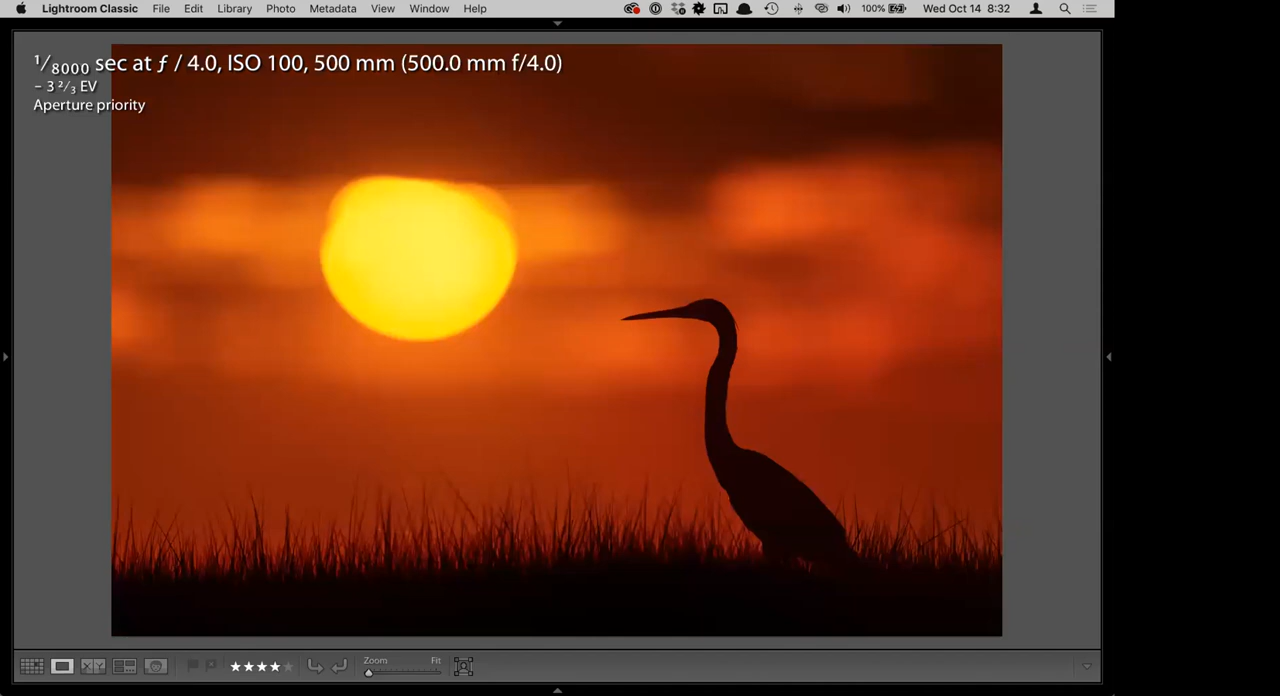 Lightroom Classic File Edit Library Photo Metadata View Window Help 100% Wed Oct 14 8:32
1/8000 sec at ƒ / 4.0, ISO 100, 500 mm (500.0 mm f/4.0)
– 3 2/3 EV
Aperture priority
XY Zoom Fit